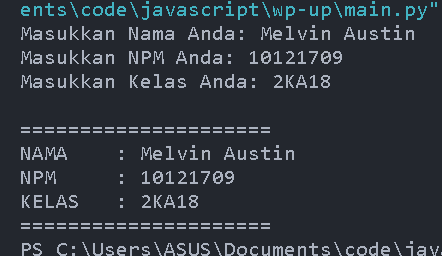 ents\code\javascript\wp-up\main.py"
Masukkan Nama Anda: Melvin Austin
Masukkan NPM Anda: 10121709
Masukkan Kelas Anda: 2KA18
=====================
NAMA    : Melvin Austin
NPM     : 10121709
KELAS   : 2KA18
=====================
PS C:\Users\ASUS\Documents\code\jav